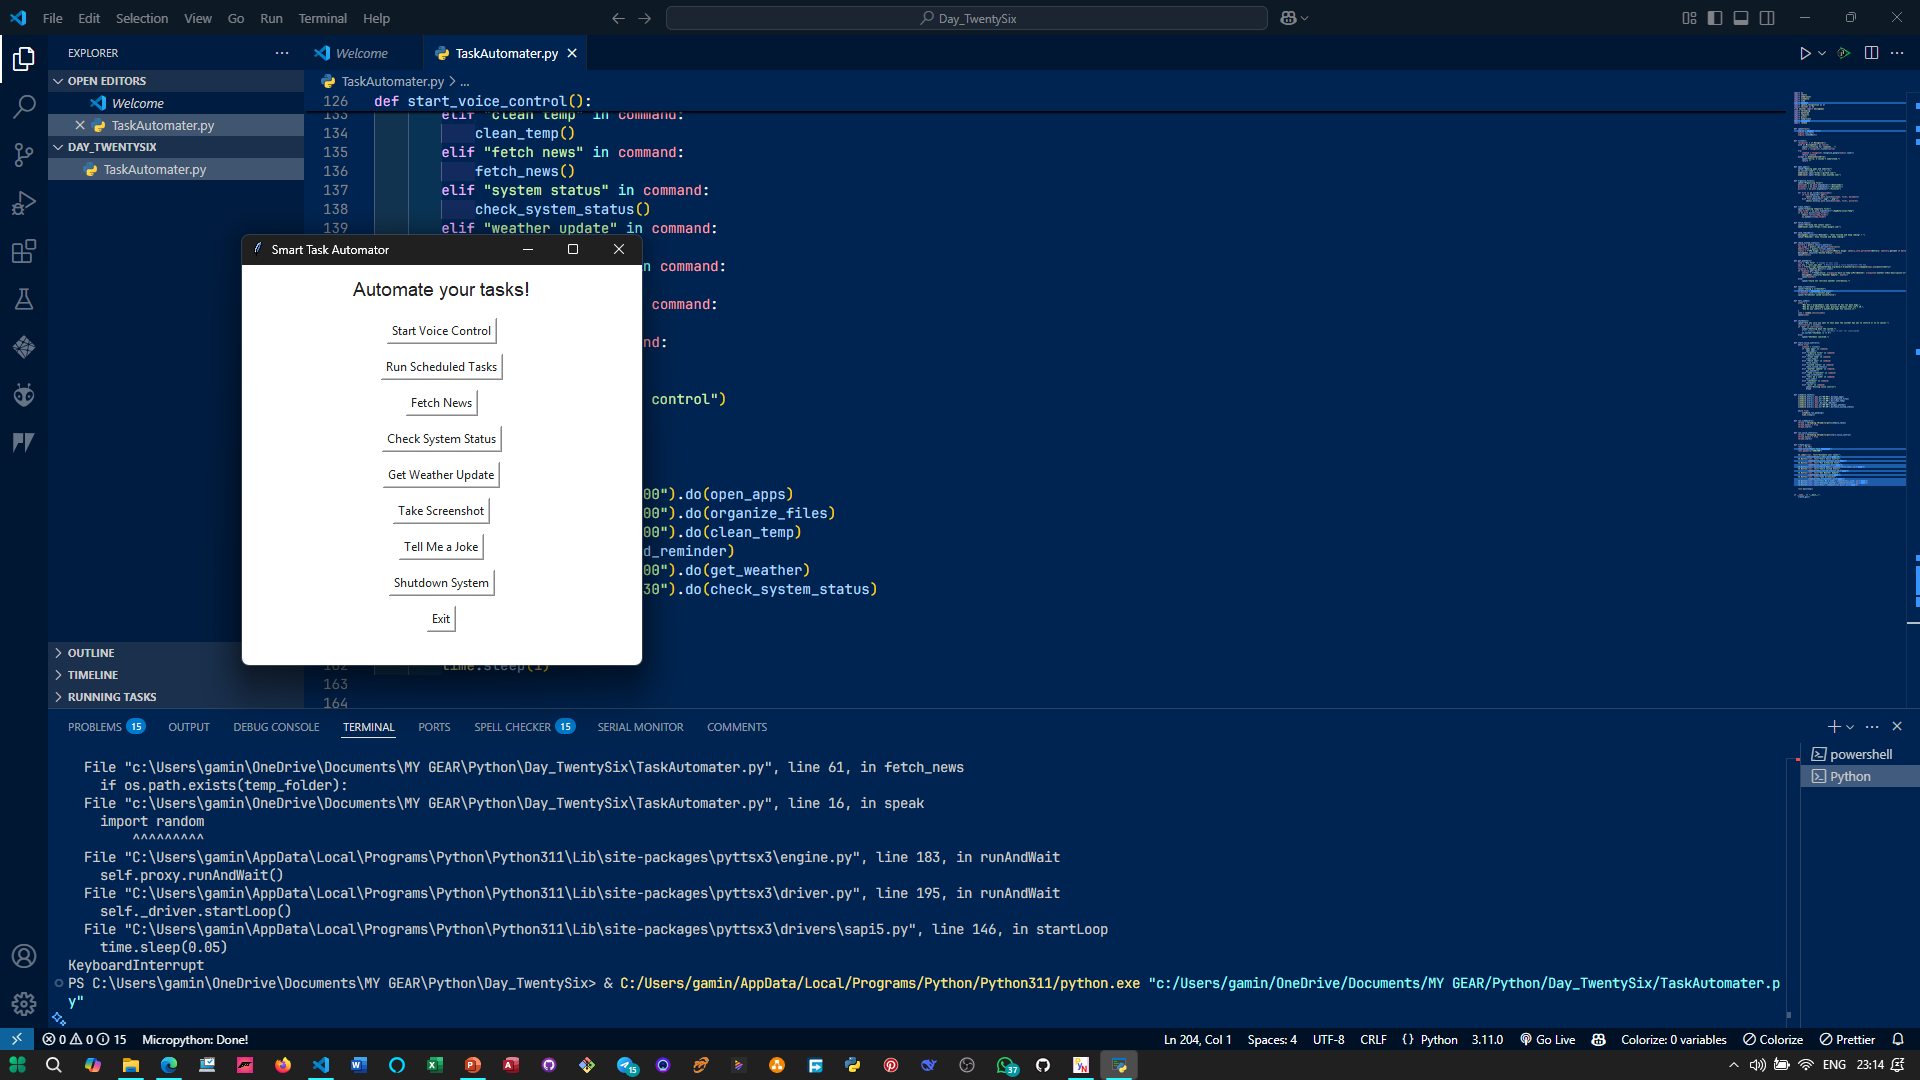 File Edit Selection View Go Run Terminal Help
Day_TwentySix
EXPLORER
Welcome
TaskAutomater.py
OPEN EDITORS
Welcome
TaskAutomater.py
DAY_TWENTYSIX
TaskAutomater.py
OUTLINE
TIMELINE
RUNNING TASKS
TaskAutomater.py > ...
126 def start_voice_control():
133 elif "clean temp" in command:
134 clean_temp()
135 elif "fetch news" in command:
136 fetch_news()
137 elif "system status" in command:
138 check_system_status()
139 elif "weather update" in command:
n command:
command:
nd:
control")
00").do(open_apps)
00").do(organize_files)
00").do(clean_temp)
d_reminder)
00").do(get_weather)
30").do(check_system_status)
162 time.sleep(1)
163
164
Smart Task Automator
Automate your tasks!
Start Voice Control
Run Scheduled Tasks
Fetch News
Check System Status
Get Weather Update
Take Screenshot
Tell Me a Joke
Shutdown System
Exit
PROBLEMS 15 OUTPUT DEBUG CONSOLE TERMINAL PORTS SPELL CHECKER 15 SERIAL MONITOR COMMENTS
powershell
Python
File "c:\Users\gamin\OneDrive\Documents\MY GEAR\Python\Day_TwentySix\TaskAutomater.py", line 61, in fetch_news
if os.path.exists(temp_folder):
File "c:\Users\gamin\OneDrive\Documents\MY GEAR\Python\Day_TwentySix\TaskAutomater.py", line 16, in speak
import random
^^^^^^^^^
File "C:\Users\gamin\AppData\Local\Programs\Python\Python311\Lib\site-packages\pyttsx3\engine.py", line 183, in runAndWait
self.proxy.runAndWait()
File "C:\Users\gamin\AppData\Local\Programs\Python\Python311\Lib\site-packages\pyttsx3\driver.py", line 195, in runAndWait
self._driver.startLoop()
File "C:\Users\gamin\AppData\Local\Programs\Python\Python311\Lib\site-packages\pyttsx3\drivers\sapi5.py", line 146, in startLoop
time.sleep(0.05)
KeyboardInterrupt
PS C:\Users\gamin\OneDrive\Documents\MY GEAR\Python\Day_TwentySix> & C:/Users/gamin/AppData/Local/Programs/Python/Python311/python.exe "c:/Users/gamin/OneDrive/Documents/MY GEAR/Python/Day_TwentySix/TaskAutomater.p
y"
0 0 15 Micropython: Done! Ln 204, Col 1 Spaces: 4 UTF-8 CRLF Python 3.11.0 Go Live Colorize: 0 variables Colorize Prettier
15 37 ENG 23:14